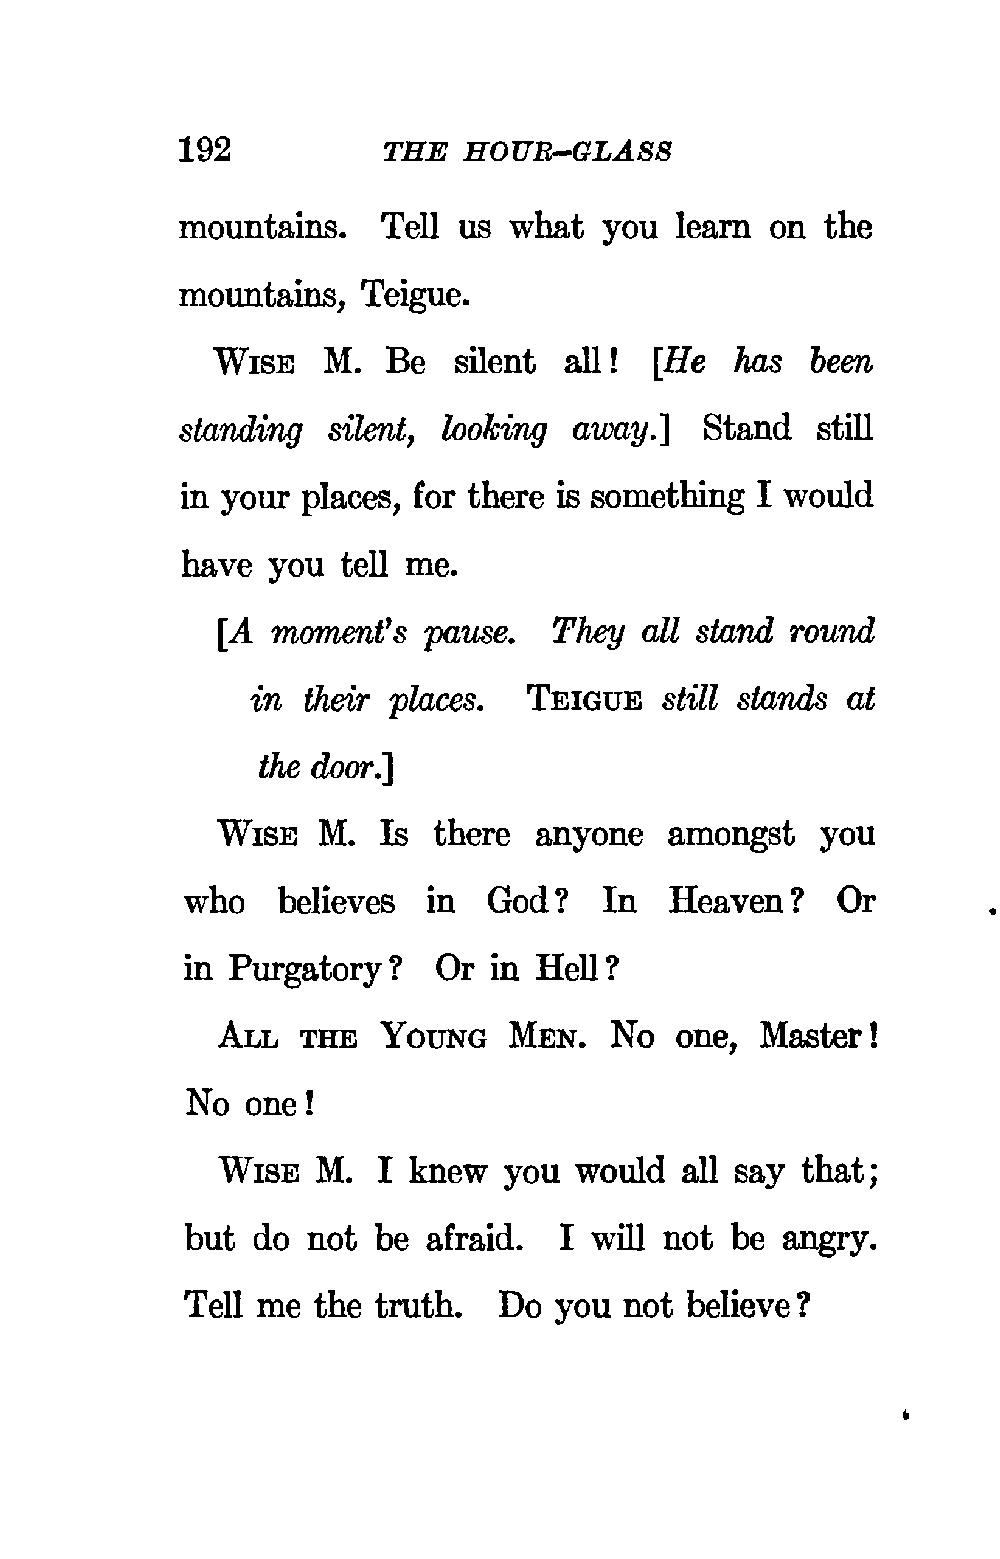 192 THE HOUR-GLASS
mountains. Tell us what you learn on the
mountains, Teigue.
WISE M. Be silent all! [He has been
standing silent, looking away.] Stand still
in your places, for there is something I would
have you tell me.
[A moment's pause. They all stand round
in their places. TEIGUE still stands at
the door.]
WISE M. Is there anyone amongst you
who believes in God? In Heaven? Or
in Purgatory? Or in Hell?
ALL THE YOUNG MEN. No one, Master!
No one!
WISE M. I knew you would all say that;
but do not be afraid. I will not be angry.
Tell me the truth. Do you not believe?